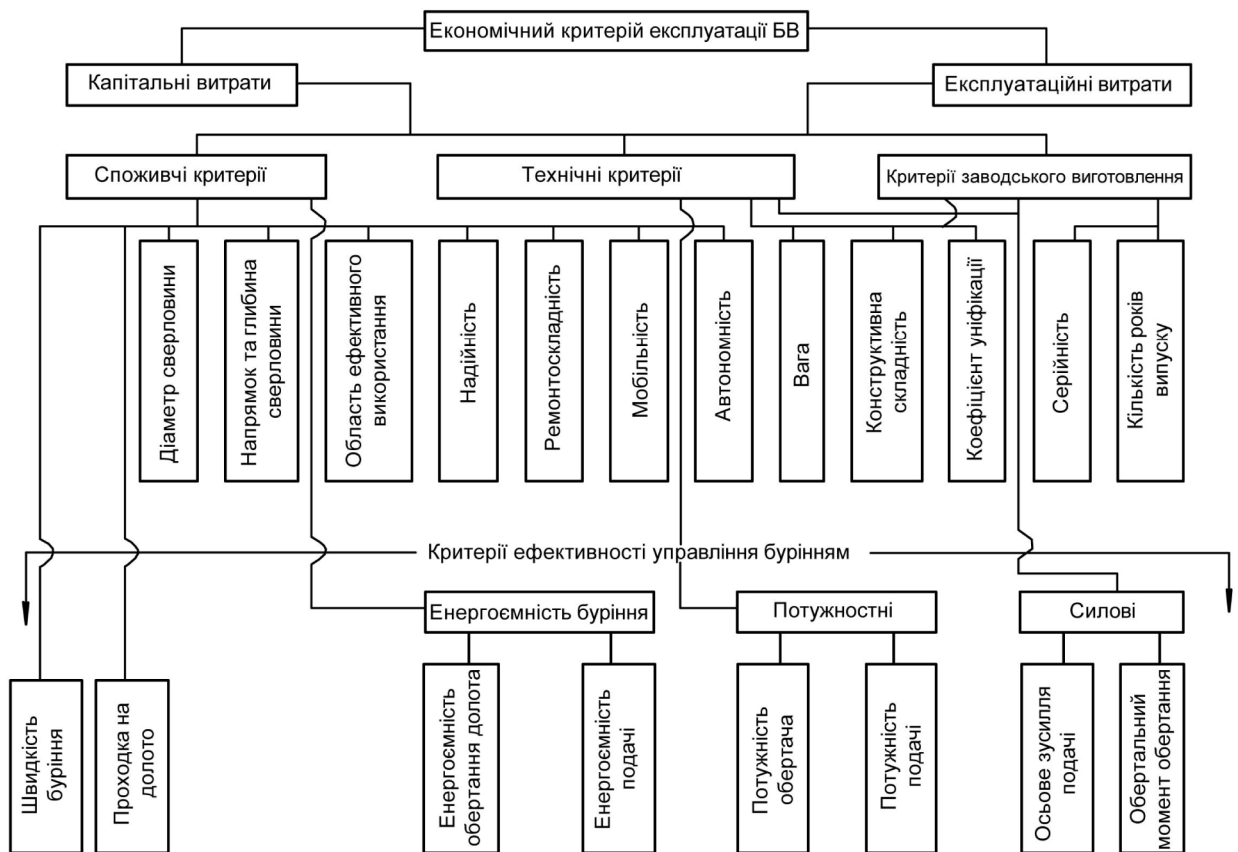 Економічний критерій експлуатації БВ
Капітальні витрати
Експлуатаційні витрати
Споживчі критерії
Технічні критерії
Критерії заводського виготовлення
Діаметр сверловини
Напрямок та глибина
сверловини
Область ефективного
використання
Надійність
Ремонтоскладність
Мобільність
Автономність
Вага
Конструктивна
складність
Коефіцієнт уніфікації
Серійність
Кількість років
випуску
Критерії ефективності управління бурінням
Енергоємність буріння
Потужностні
Силові
Швидкість
буріння
Проходка на
долото
Енергоємність
обертання долота
Енергоємність
подачі
Потужність
обертача
Потужність
подачі
Осьове зусилля
подачі
Обертальний
момент обертання